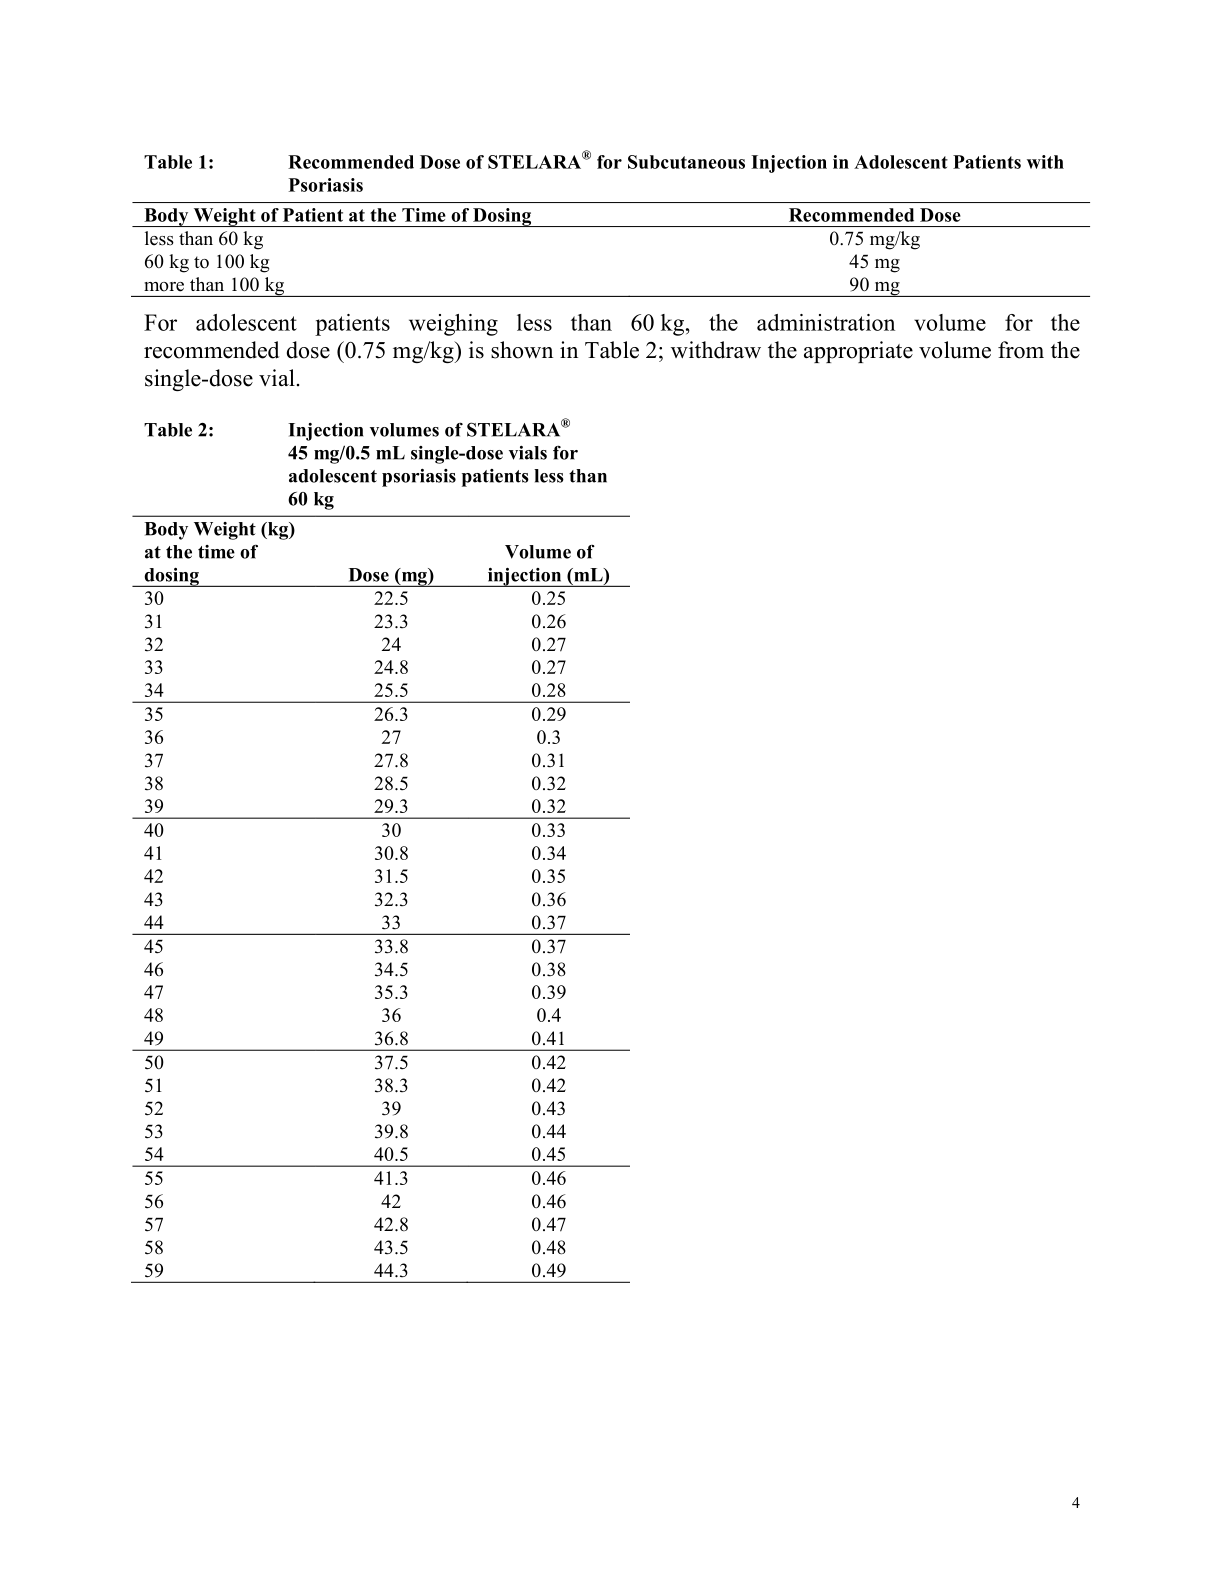 Table 1: Recommended Dose of STELARA® for Subcutaneous Injection in Adolescent Patients with
Psoriasis
Body Weight of Patient at the Time of Dosing Recommended Dose
less than 60 kg 0.75 mg/kg
60 kg to 100 kg 45 mg
more than 100 kg 90 mg
For adolescent patients weighing less than 60 kg, the administration volume for the
recommended dose (0.75 mg/kg) is shown in Table 2; withdraw the appropriate volume from the
single-dose vial.
Table 2: Injection volumes of STELARA®
45 mg/0.5 mL single-dose vials for
adolescent psoriasis patients less than
60 kg
Body Weight (kg)
at the time of Volume of
dosing Dose (mg) injection (mL)
30 22.5 0.25
31 23.3 0.26
32 24 0.27
33 24.8 0.27
34 25.5 0.28
35 26.3 0.29
36 27 0.3
37 27.8 0.31
38 28.5 0.32
39 29.3 0.32
40 30 0.33
41 30.8 0.34
42 31.5 0.35
43 32.3 0.36
44 33 0.37
45 33.8 0.37
46 34.5 0.38
47 35.3 0.39
48 36 0.4
49 36.8 0.41
50 37.5 0.42
51 38.3 0.42
52 39 0.43
53 39.8 0.44
54 40.5 0.45
55 41.3 0.46
56 42 0.46
57 42.8 0.47
58 43.5 0.48
59 44.3 0.49
4